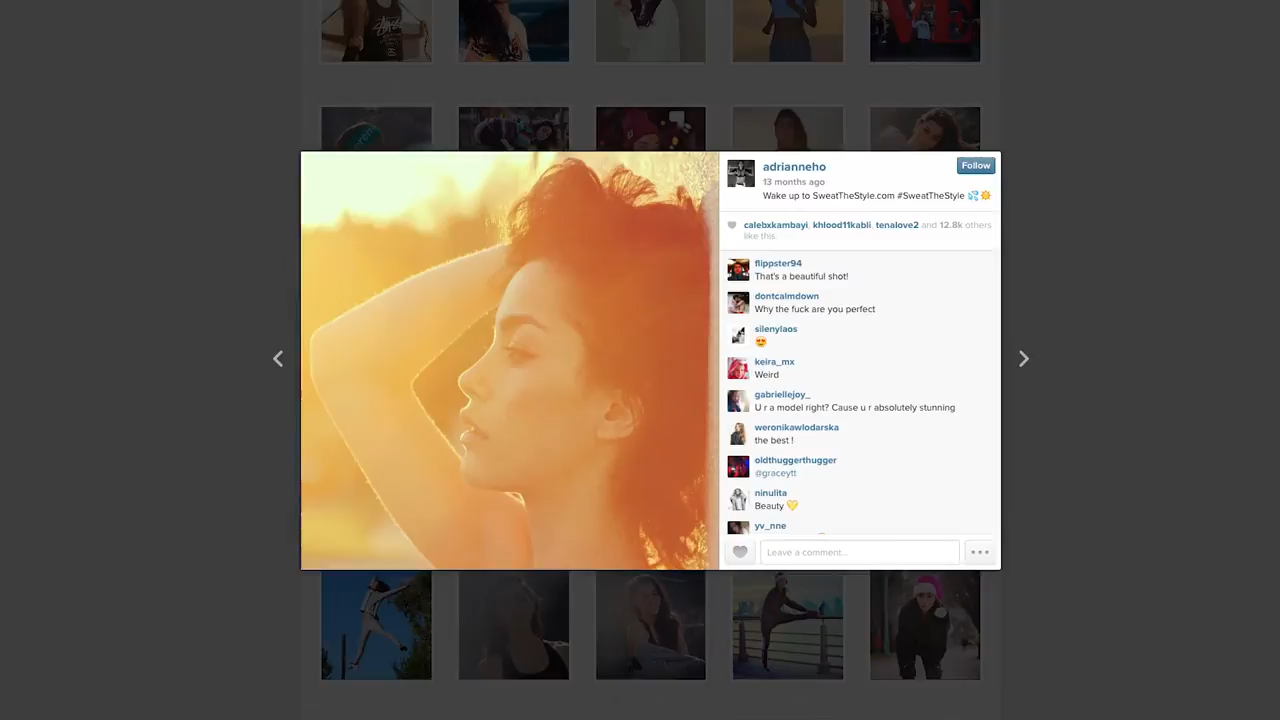 STUSSY
VE
adrianneho
Follow
13 months ago
Wake up to SweatTheStyle.com #SweatTheStyle 💦☀️
calebxkambayi, khlood11kabli, tenalove2 and 12.8k others
like this.
flippster94
That's a beautiful shot!
dontcalmdown
Why the fuck are you perfect
silenylaos
😍
keira_mx
Weird
gabriellejoy_
U r a model right? Cause u r absolutely stunning
weronikawlodarska
the best !
oldthuggerthugger
@graceytt
ninulita
Beauty 💛
yv_nne
Leave a comment...